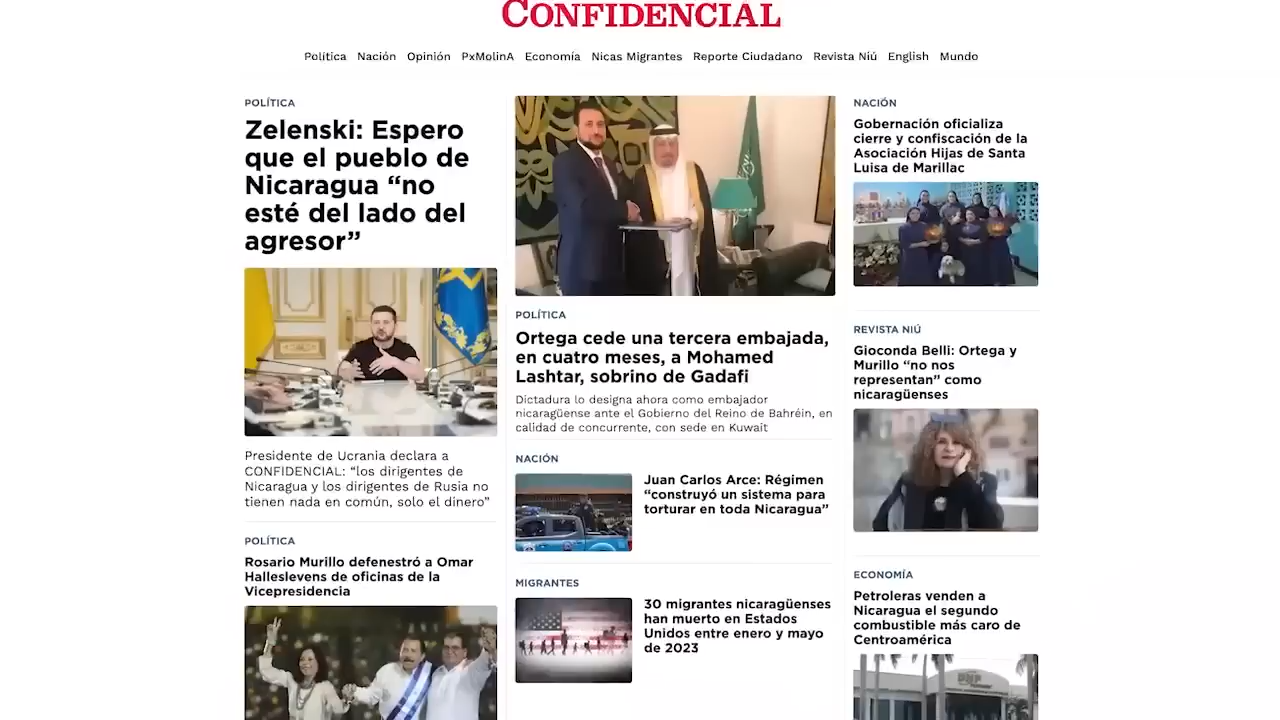 CONFIDENCIAL
Política Nación Opinión PxMolinA Economía Nicas Migrantes Reporte Ciudadano Revista Niú English Mundo
POLÍTICA
Zelenski: Espero
que el pueblo de
Nicaragua “no
esté del lado del
agresor”
Presidente de Ucrania declara a
CONFIDENCIAL: “los dirigentes de
Nicaragua y los dirigentes de Rusia no
tienen nada en común, solo el dinero”
POLÍTICA
Rosario Murillo defenestró a Omar
Halleslevens de oficinas de la
Vicepresidencia
POLÍTICA
Ortega cede una tercera embajada,
en cuatro meses, a Mohamed
Lashtar, sobrino de Gadafi
Dictadura lo designa ahora como embajador
nicaragüense ante el Gobierno del Reino de Bahréin, en
calidad de concurrente, con sede en Kuwait
NACIÓN
Juan Carlos Arce: Régimen
“construyó un sistema para
torturar en toda Nicaragua”
MIGRANTES
30 migrantes nicaragüenses
han muerto en Estados
Unidos entre enero y mayo
de 2023
NACIÓN
Gobernación oficializa
cierre y confiscación de la
Asociación Hijas de Santa
Luisa de Marillac
REVISTA NIÚ
Gioconda Belli: Ortega y
Murillo “no nos
representan” como
nicaragüenses
ECONOMÍA
Petroleras venden a
Nicaragua el segundo
combustible más caro de
Centroamérica
DNP